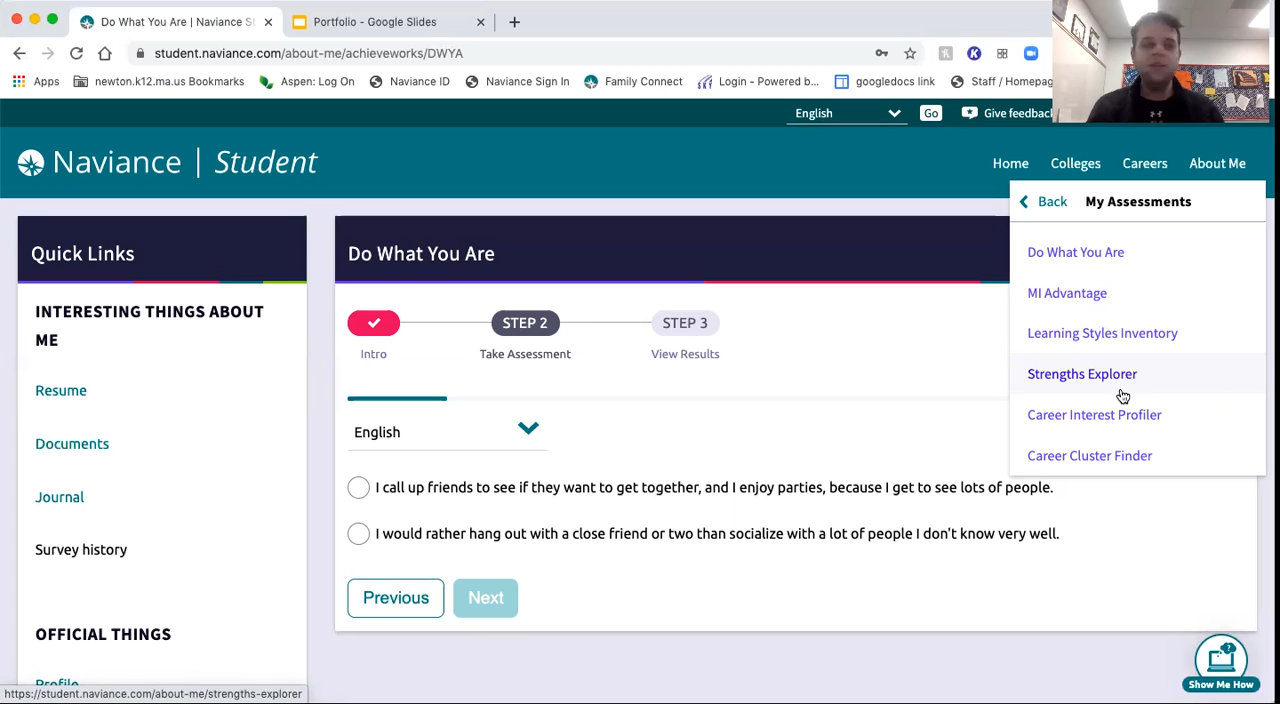 Do What You Are | Naviance St
Portfolio - Google Slides
student.naviance.com/about-me/achieveworks/DWYA
Apps
newton.k12.ma.us Bookmarks
Aspen: Log On
Naviance ID
Naviance Sign In
Family Connect
Login - Powered b...
googledocs link
Staff / Homepag
English
Go
Give feedbac
Naviance | Student
Home
Colleges
Careers
About Me
Back
My Assessments
Do What You Are
MI Advantage
Learning Styles Inventory
Strengths Explorer
Career Interest Profiler
Career Cluster Finder
Quick Links
INTERESTING THINGS ABOUT
ME
Resume
Documents
Journal
Survey history
OFFICIAL THINGS
Profile
Do What You Are
STEP 2
STEP 3
Intro
Take Assessment
View Results
English
I call up friends to see if they want to get together, and I enjoy parties, because I get to see lots of people.
I would rather hang out with a close friend or two than socialize with a lot of people I don't know very well.
Previous
Next
Show Me How
https://student.naviance.com/about-me/strengths-explorer